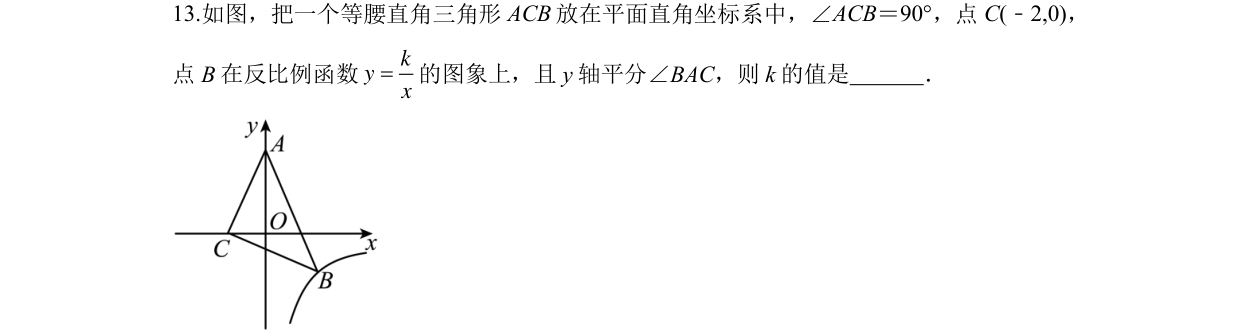 13.如图，把一个等腰直角三角形 ACB 放在平面直角坐标系中，∠ACB＝90°，点 C(﹣2,0)，
点 B 在反比例函数 y = k/x 的图象上，且 y 轴平分∠BAC，则 k 的值是______．
y
A
O
C
x
B